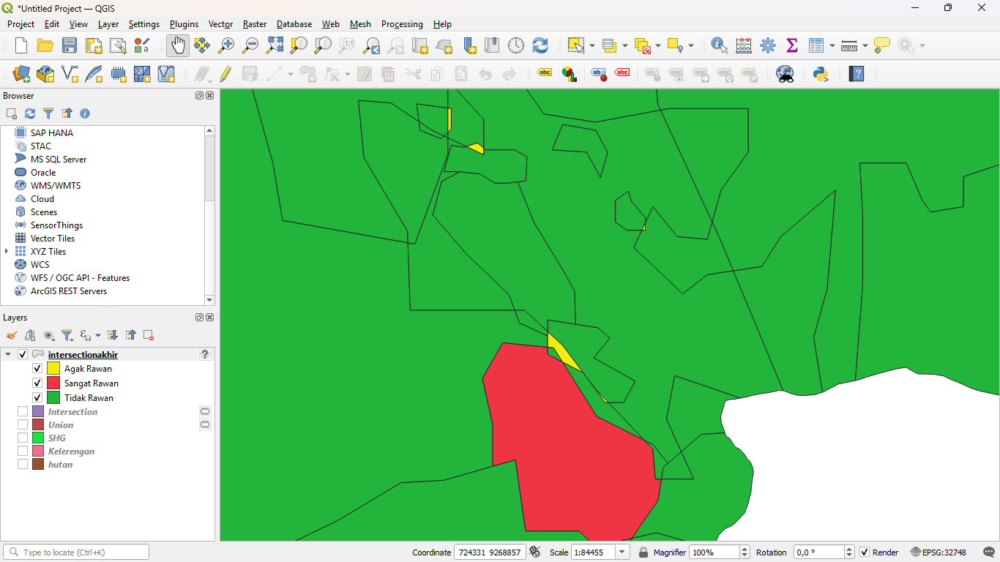 *Untitled Project — QGIS
Project Edit View Layer Settings Plugins Vector Raster Database Web Mesh Processing Help
Browser
SAP HANA
STAC
MS SQL Server
Oracle
WMS/WMTS
Cloud
Scenes
SensorThings
Vector Tiles
XYZ Tiles
WCS
WFS / OGC API - Features
ArcGIS REST Servers
Layers
intersectionakhir
Agak Rawan
Sangat Rawan
Tidak Rawan
Intersection
Union
SHG
Kelerengan
hutan
Type to locate (Ctrl+K)
Coordinate 724331 9268857 Scale 1:84455 Magnifier 100% Rotation 0,0 ° Render EPSG:32748